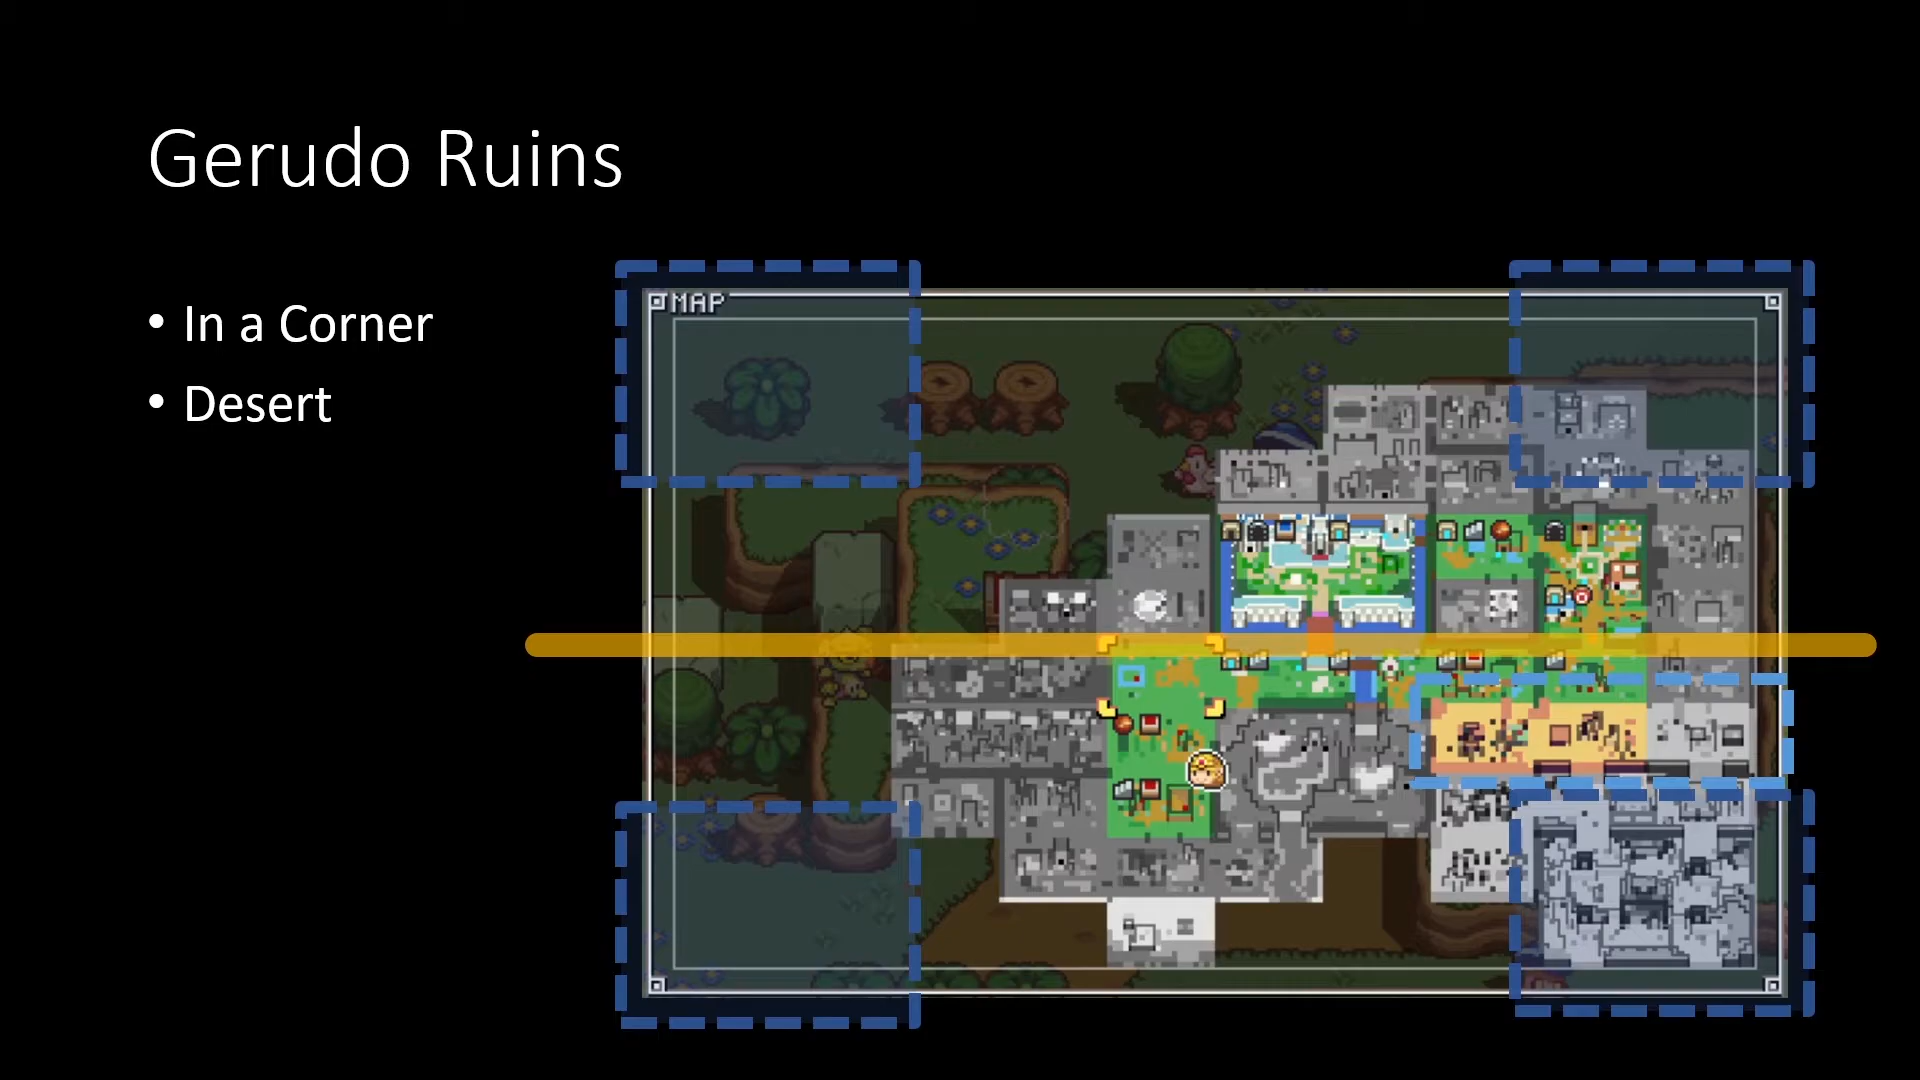 Gerudo Ruins
• In a Corner
• Desert
MAP